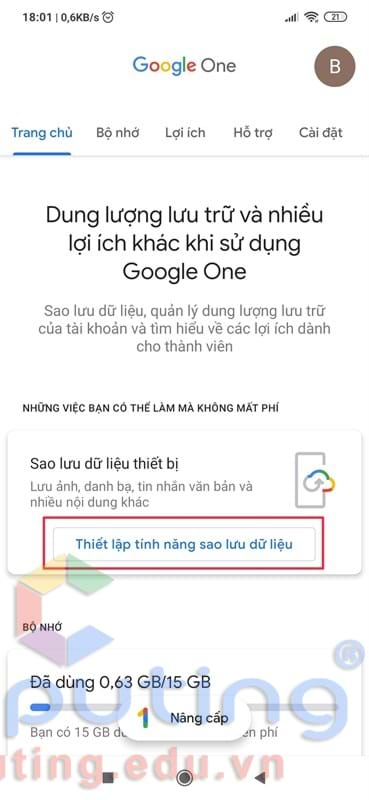 18:01 | 0,6KB/s
21
Google One
B
Trang chủ
Bộ nhớ
Lợi ích
Hỗ trợ
Cài đặt
Dung lượng lưu trữ và nhiều
lợi ích khác khi sử dụng
Google One
Sao lưu dữ liệu, quản lý dung lượng lưu trữ
của tài khoản và tìm hiểu về các lợi ích dành
cho thành viên
NHỮNG VIỆC BẠN CÓ THỂ LÀM MÀ KHÔNG MẤT PHÍ
Sao lưu dữ liệu thiết bị
Lưu ảnh, danh bạ, tin nhắn văn bản và
nhiều nội dung khác
Thiết lập tính năng sao lưu dữ liệu
BỘ NHỚ
Đã dùng 0,63 GB/15 GB
puting
Nâng cấp
Bạn có 15 GB
ễn phí
uting.edu.vn